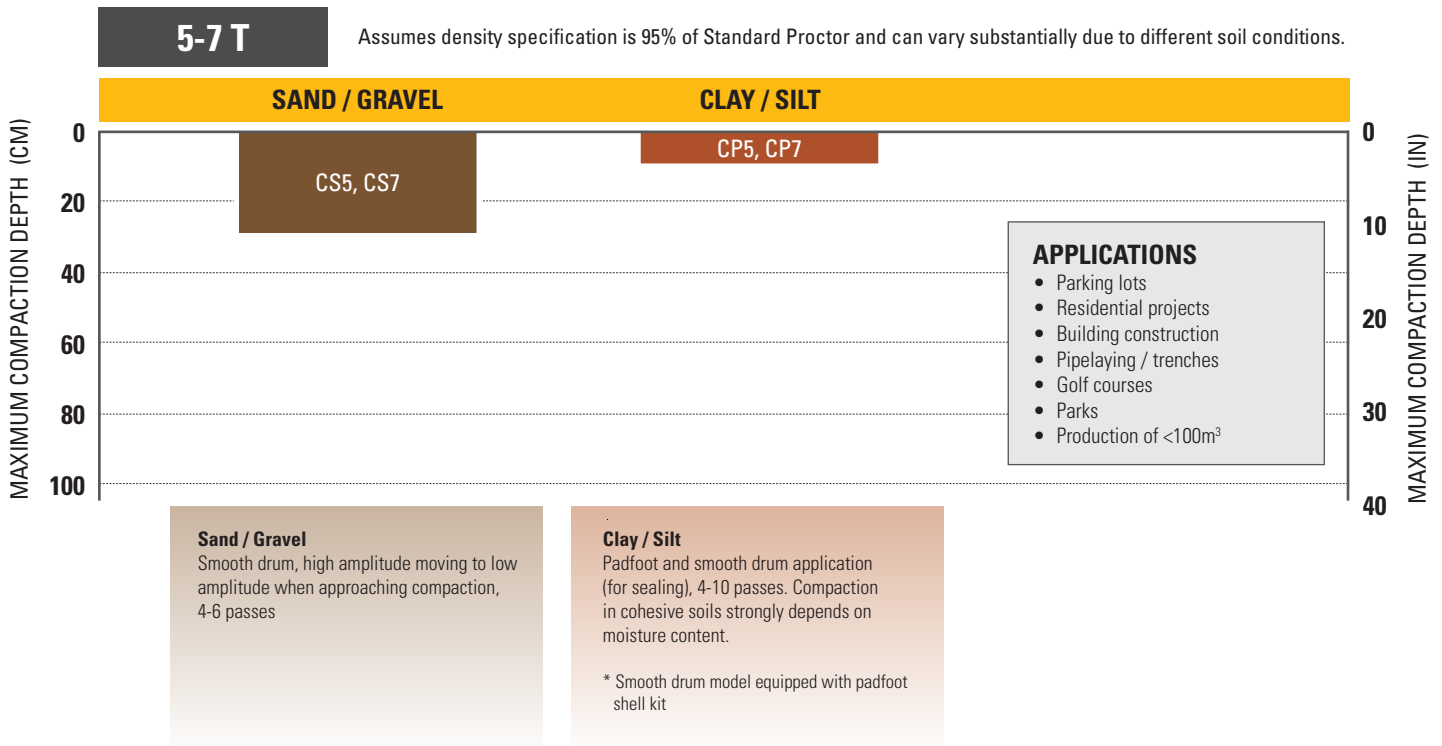 5-7 T
Assumes density specification is 95% of Standard Proctor and can vary substantially due to different soil conditions.
SAND / GRAVEL
CLAY / SILT
MAXIMUM COMPACTION DEPTH (CM)
0
20
40
60
80
100
CS5, CS7
CP5, CP7
APPLICATIONS
• Parking lots
• Residential projects
• Building construction
• Pipelaying / trenches
• Golf courses
• Parks
• Production of <100m³
0
10
20
30
40
MAXIMUM COMPACTION DEPTH (IN)
Sand / Gravel
Smooth drum, high amplitude moving to low
amplitude when approaching compaction,
4-6 passes
Clay / Silt
Padfoot and smooth drum application
(for sealing), 4-10 passes. Compaction
in cohesive soils strongly depends on
moisture content.
* Smooth drum model equipped with padfoot
shell kit